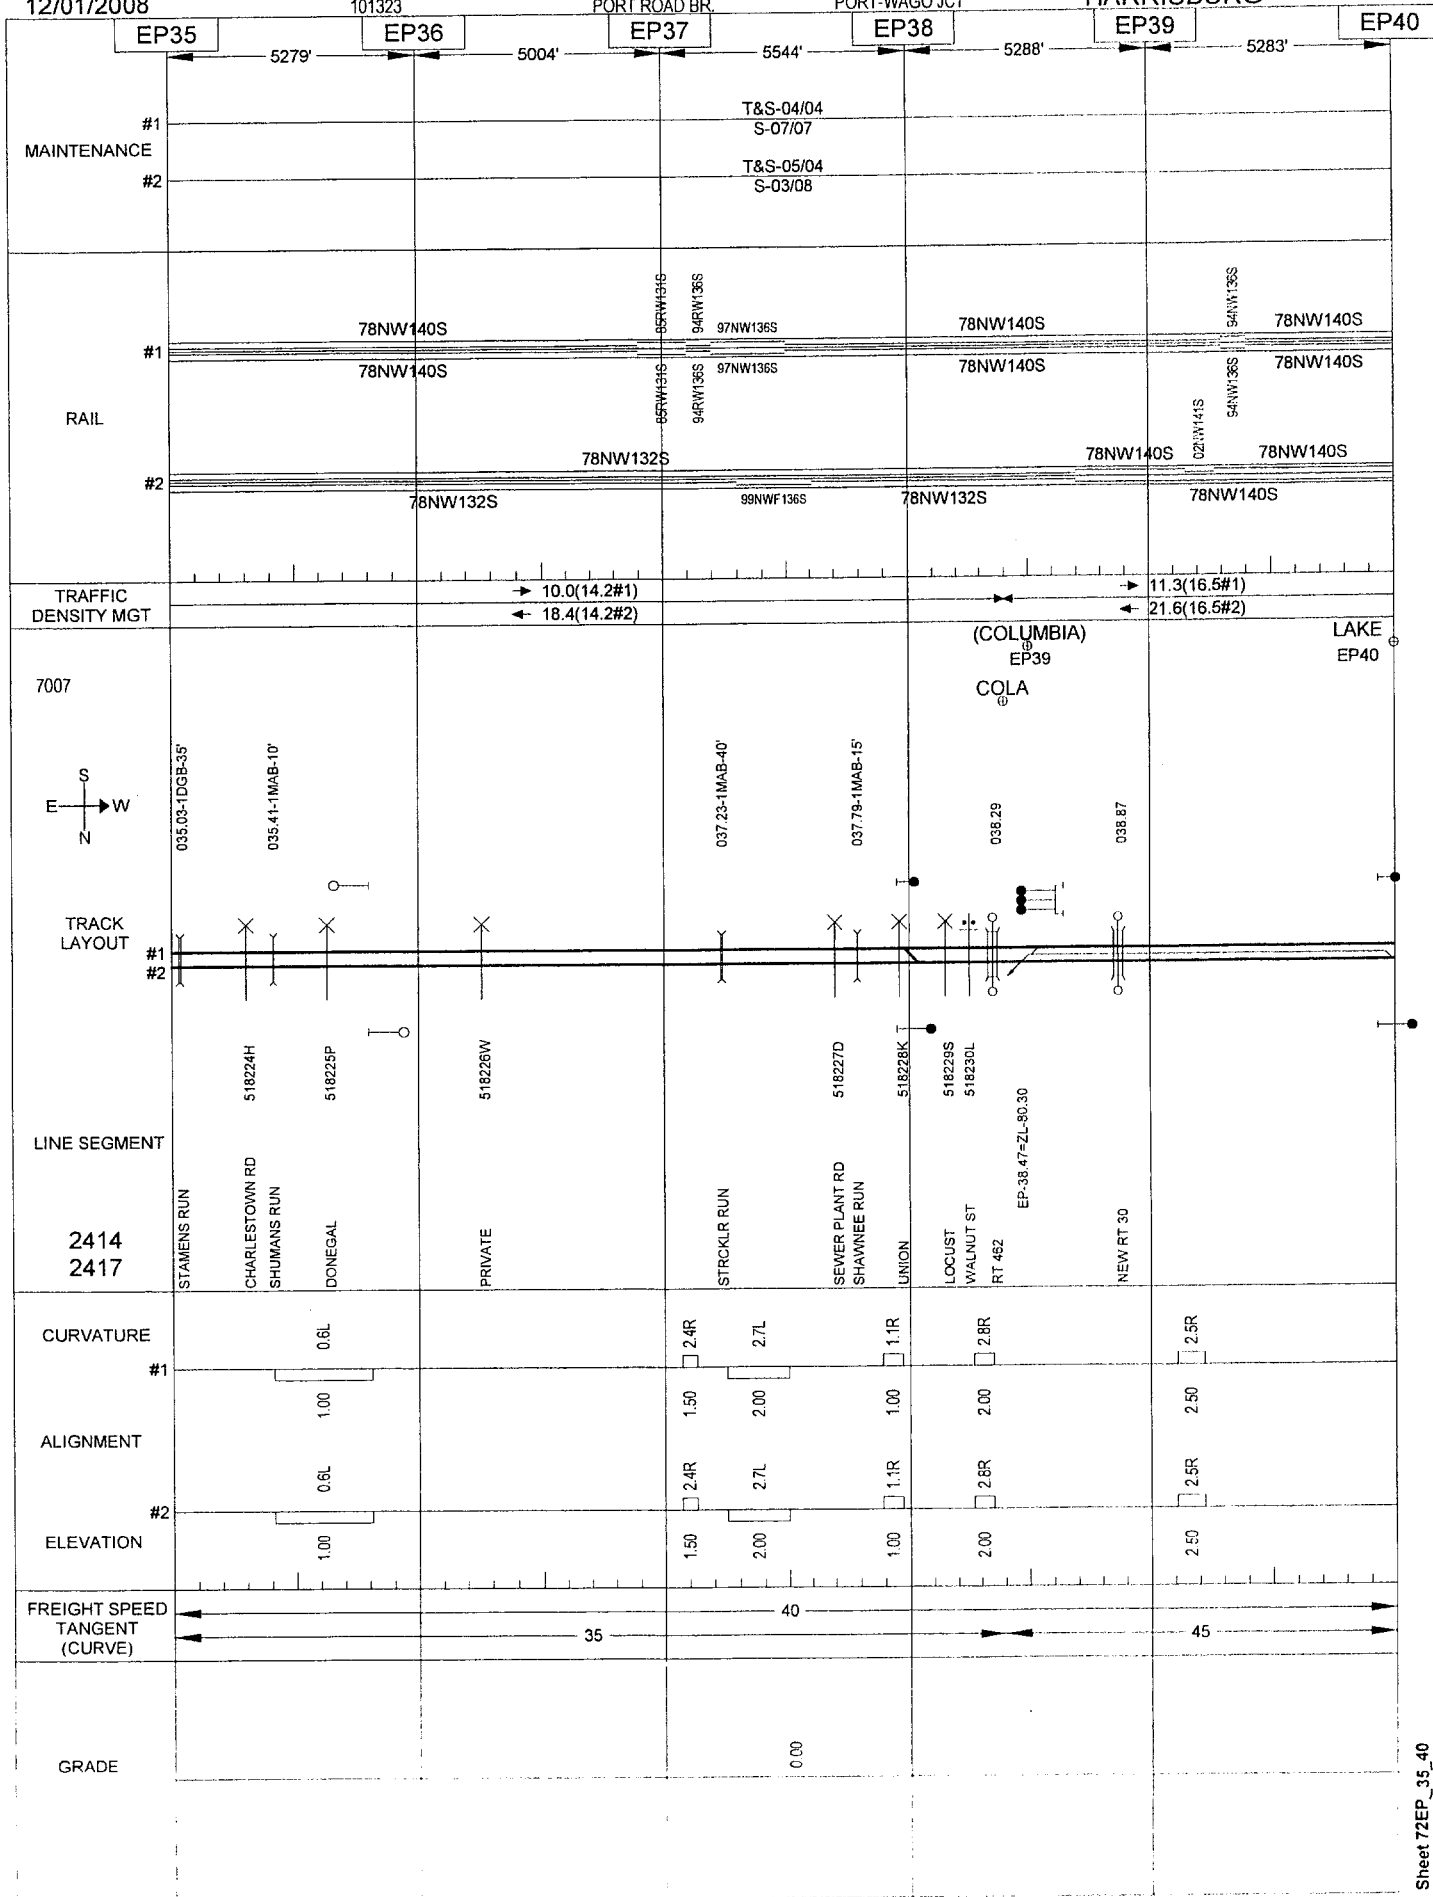 12/01/2008 101323 PORT ROAD BR. PORT-WAGO JCT HARRISBURG
EP35 EP36 EP37 EP38 EP39 EP40
5279' 5004' 5544' 5288' 5283'
MAINTENANCE
#1
T&S-04/04
S-07/07
#2
T&S-05/04
S-03/08
RAIL
#1
78NW140S 85RW131S 94RW136S 97NW136S 78NW140S 94NW136S 78NW140S
78NW140S 85RW131S 94RW136S 97NW136S 78NW140S 94NW136S 78NW140S
#2
78NW132S 78NW140S 02NW141S 78NW140S
78NW132S 99NWF136S 78NW132S 78NW140S
TRAFFIC
DENSITY MGT
10.0(14.2#1) 11.3(16.5#1)
18.4(14.2#2) 21.6(16.5#2)
(COLUMBIA)
EP39
LAKE
EP40
7007
COLA
S
E W
N
035.03-1DGB-35'
035.41-1MAB-10'
037.23-1MAB-40'
037.79-1MAB-15'
038.29
038.87
TRACK
LAYOUT
#1
#2
518224H
518225P
518226W
518227D
518228K
518229S
518230L
EP-38.47=ZL-80.30
LINE SEGMENT
2414
2417
STAMENS RUN
CHARLESTOWN RD
SHUMANS RUN
DONEGAL
PRIVATE
STRCKLR RUN
SEWER PLANT RD
SHAWNEE RUN
UNION
LOCUST
WALNUT ST
RT 462
NEW RT 30
CURVATURE
#1
0.6L 2.4R 2.7L 1.1R 2.8R 2.5R
1.00 1.50 2.00 1.00 2.00 2.50
ALIGNMENT
#2
0.6L 2.4R 2.7L 1.1R 2.8R 2.5R
1.00 1.50 2.00 1.00 2.00 2.50
ELEVATION
FREIGHT SPEED
TANGENT
(CURVE)
40
35 45
GRADE
0.00
Sheet 72EP_35_40